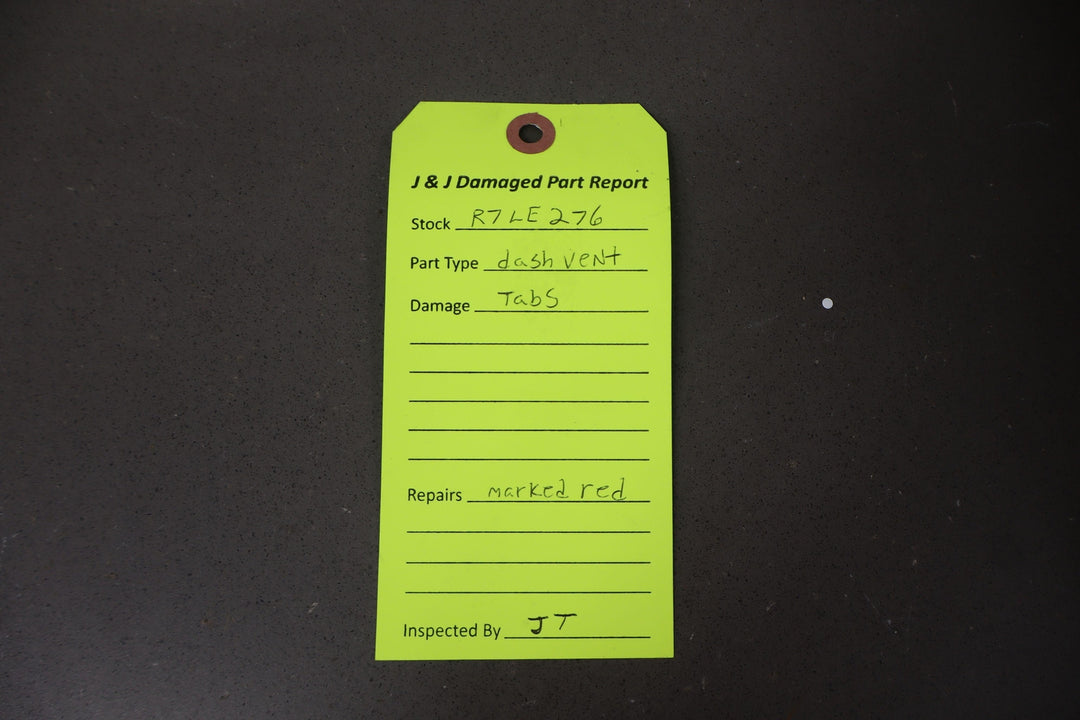 J & J Damaged Part Report
Stock R7LE276
Part Type dash veNt
Damage TabS
Repairs marked red
Inspected By JT